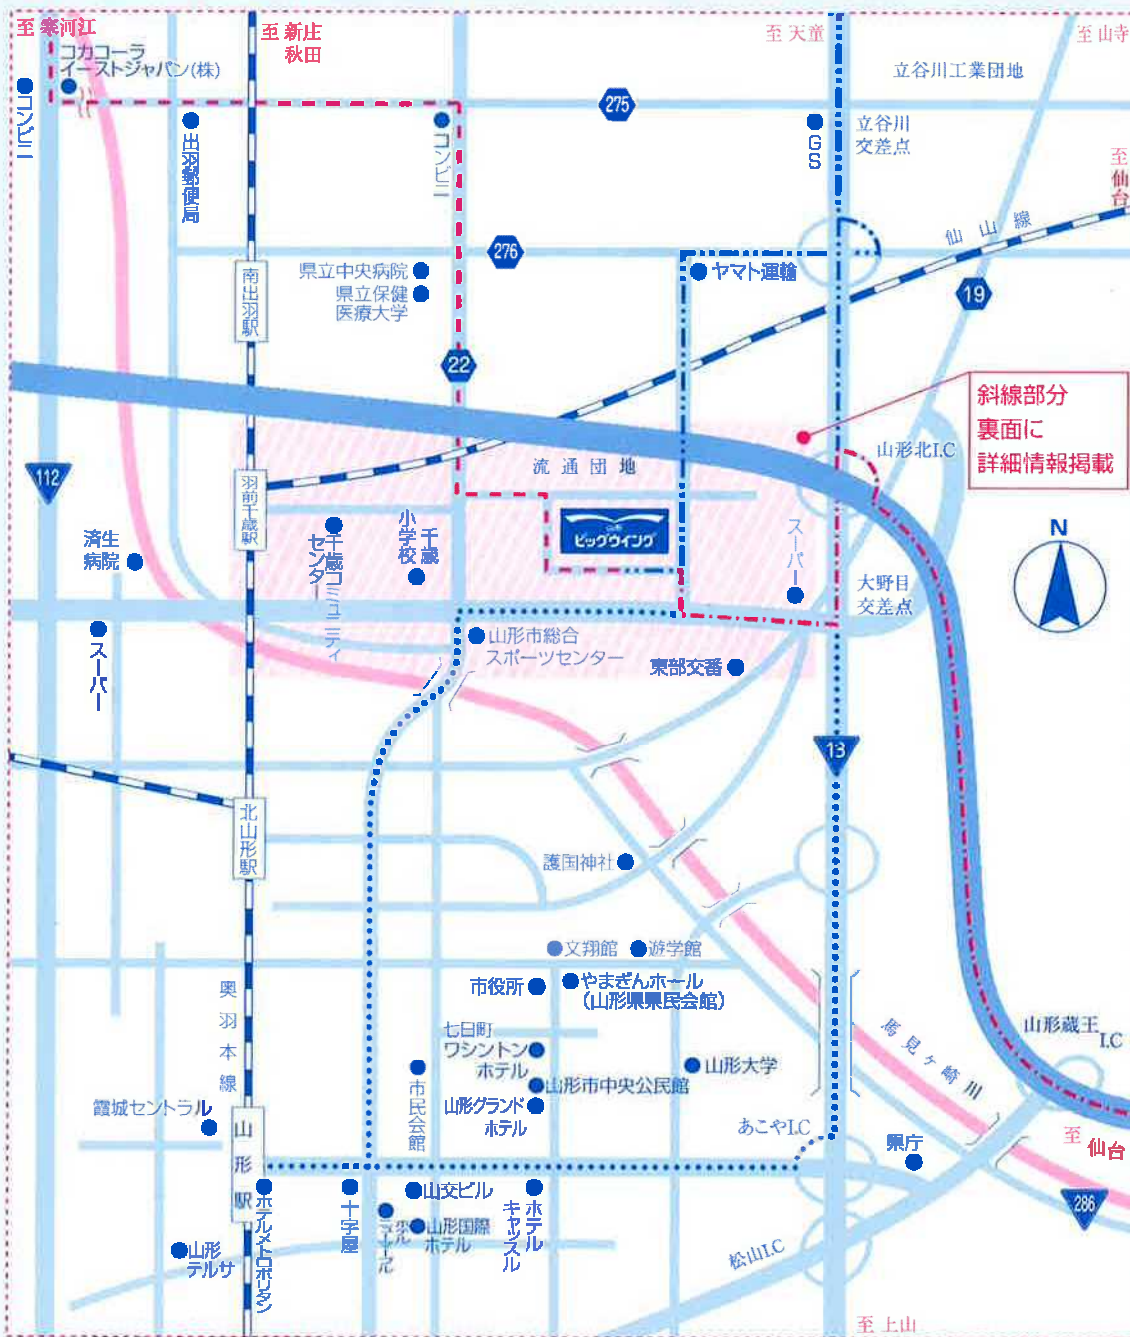 至 寒河江
至 新庄
秋田
至 天童
至 山寺
コカコーラ
イーストジャパン(株)
コンビニ
立谷川工業団地
275
出羽郵便局
コンビニ
GS
立谷川
交差点
至 仙台
仙山線
276
県立中央病院
県立保健
医療大学
ヤマト運輸
南出羽駅
19
22
斜線部分
裏面に
詳細情報掲載
山形北I.C
流通団地
112
羽前千歳駅
山形
ビッグウイング
済生
病院
千歳コミュニティ
センター
千歳
小学校
スーパー
N
大野目
交差点
スーパー
山形市総合
スポーツセンター
東部交番
13
北山形駅
護国神社
文翔館
遊学館
市役所
やまぎんホール
(山形県県民会館)
奥羽本線
七日町
ワシントン
ホテル
山形市中央公民館
山形大学
馬見ヶ崎川
山形蔵王
I.C
市民会館
山形グランド
ホテル
霞城セントラル
山形駅
あこやI.C
県庁
至 仙台
286
ホテルメトロポリタン
十字屋
山交ビル
山形国際
ホテル
ホテル
キャッスル
山形
テルサ
松山I.C
至 上山